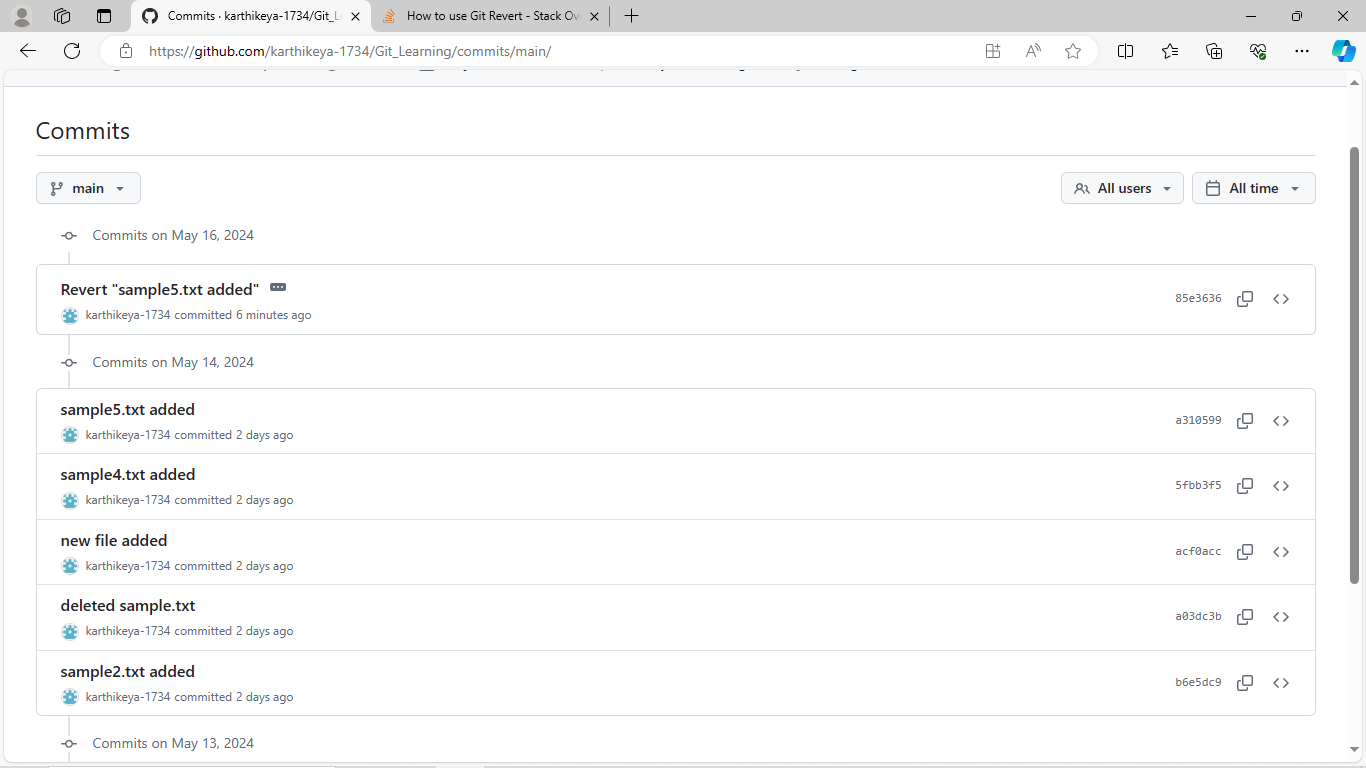 Commits · karthikeya-1734/Git_Le
How to use Git Revert - Stack Ov
https://github.com/karthikeya-1734/Git_Learning/commits/main/
Commits
main
All users
All time
Commits on May 16, 2024
Revert "sample5.txt added"
karthikeya-1734 committed 6 minutes ago
85e3636
Commits on May 14, 2024
sample5.txt added
karthikeya-1734 committed 2 days ago
a310599
sample4.txt added
karthikeya-1734 committed 2 days ago
5fbb3f5
new file added
karthikeya-1734 committed 2 days ago
acf0acc
deleted sample.txt
karthikeya-1734 committed 2 days ago
a03dc3b
sample2.txt added
karthikeya-1734 committed 2 days ago
b6e5dc9
Commits on May 13, 2024